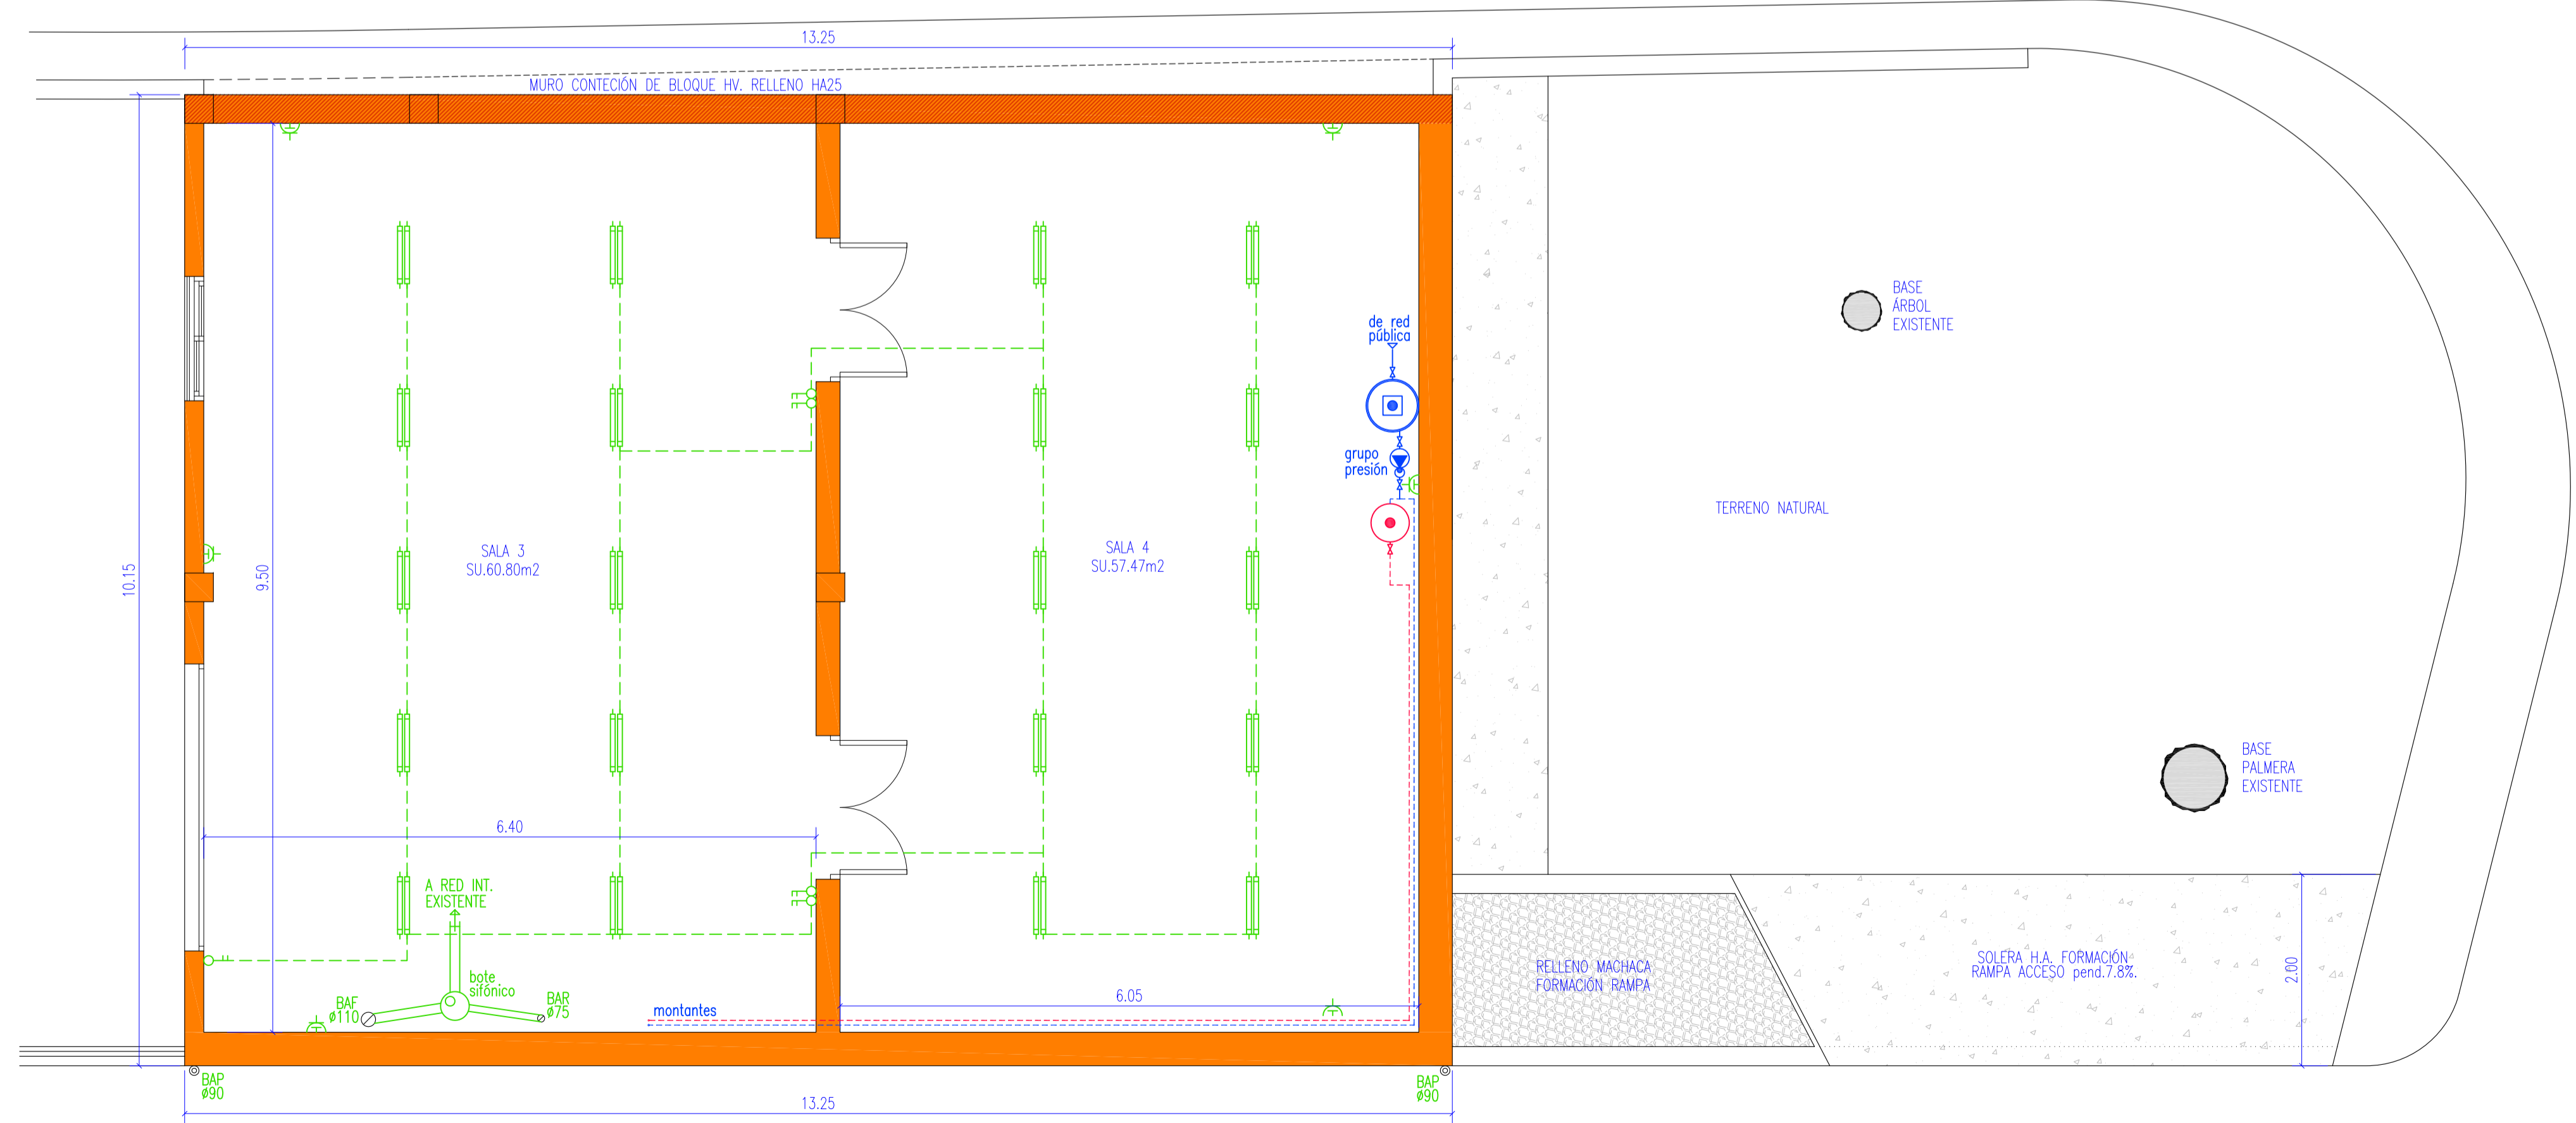 13.25
MURO CONTECIÓN DE BLOQUE HV. RELLENO HA25
BASE
ÁRBOL
EXISTENTE
de red
pública
grupo
presión
TERRENO NATURAL
SALA 3
SU.60.80m2
SALA 4
SU.57.47m2
10.15
9.50
BASE
PALMERA
EXISTENTE
6.40
A RED INT.
EXISTENTE
bote
sifónico
BAF
ø110
BAR
ø75
montantes
6.05
RELLENO MACHACA
FORMACIÓN RAMPA
SOLERA H.A. FORMACIÓN
RAMPA ACCESO pend.7.8%.
2.00
BAP
ø90
BAP
ø90
13.25